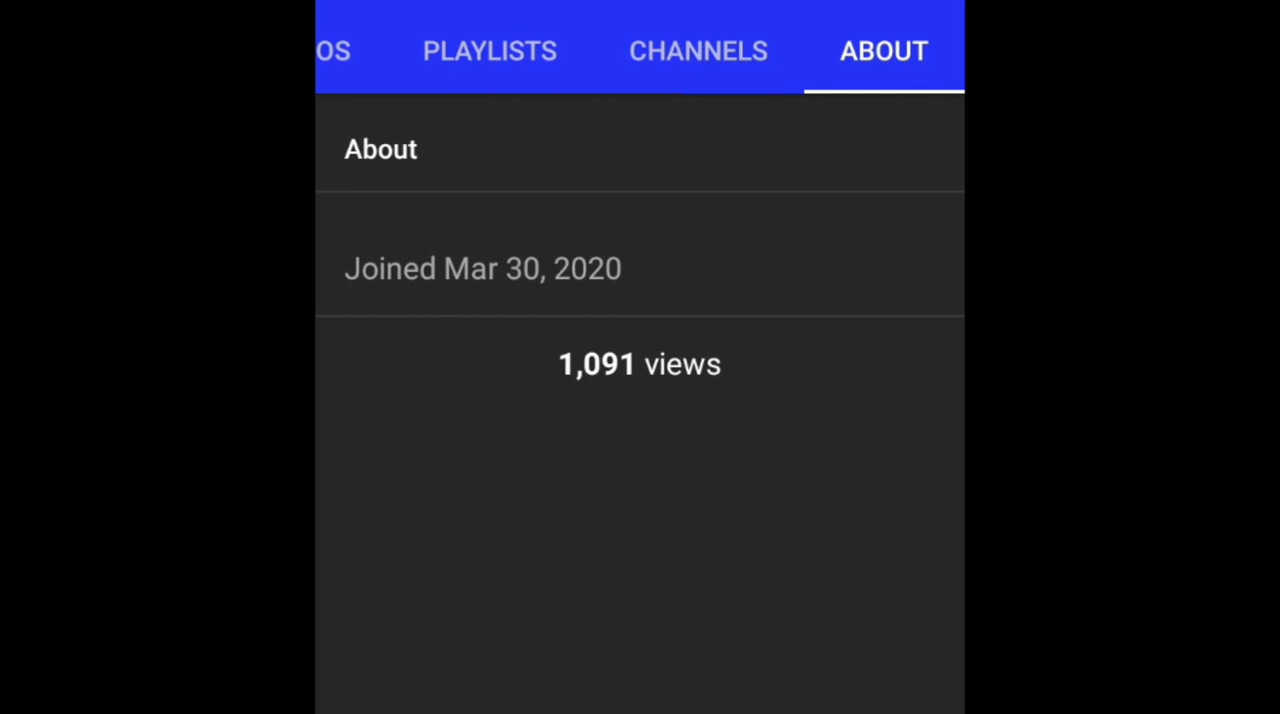 OS PLAYLISTS CHANNELS ABOUT
About
Joined Mar 30, 2020
1,091 views